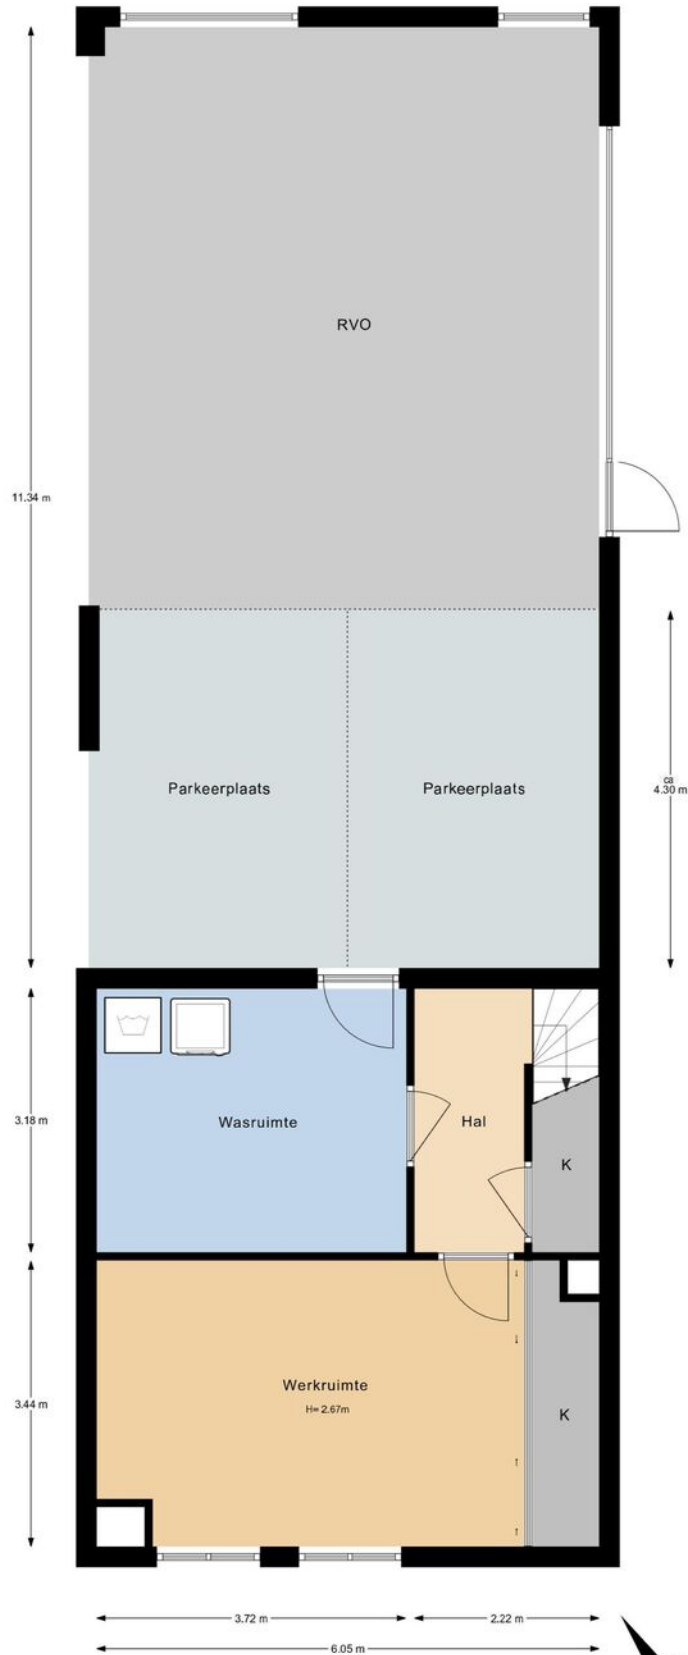 RVO
11.34 m
Parkeerplaats
Parkeerplaats
4.30 m
3.18 m
Wasruimte
Hal
K
Werkruimte
H= 2.67m
3.44 m
K
3.72 m
2.22 m
6.05 m